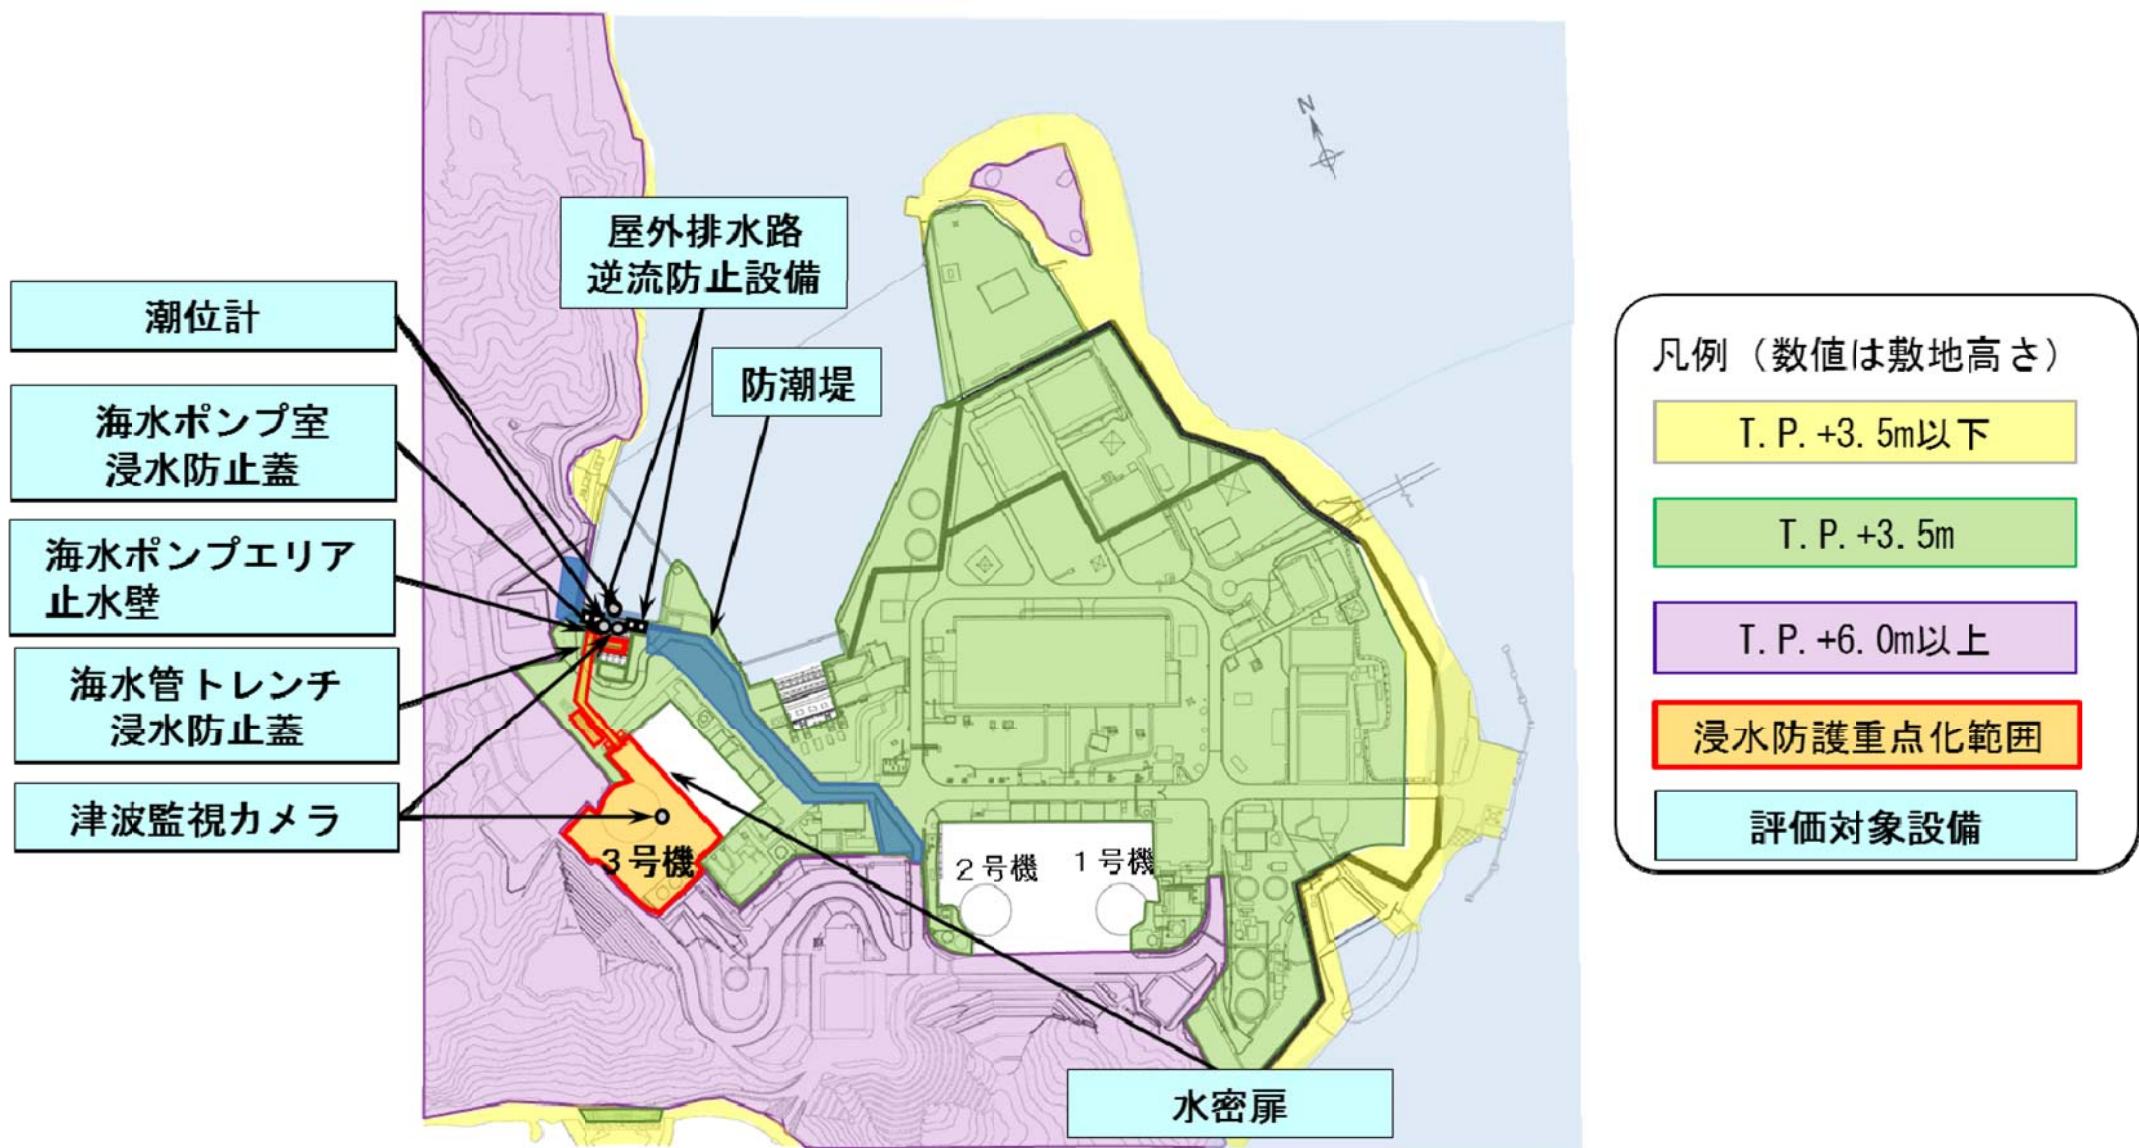 N
屋外排水路
逆流防止設備
潮位計
防潮堤
海水ポンプ室
浸水防止蓋
海水ポンプエリア
止水壁
海水管トレンチ
浸水防止蓋
津波監視カメラ
3号機
2号機
1号機
水密扉
凡例（数値は敷地高さ）
T.P.+3.5m以下
T.P.+3.5m
T.P.+6.0m以上
浸水防護重点化範囲
評価対象設備